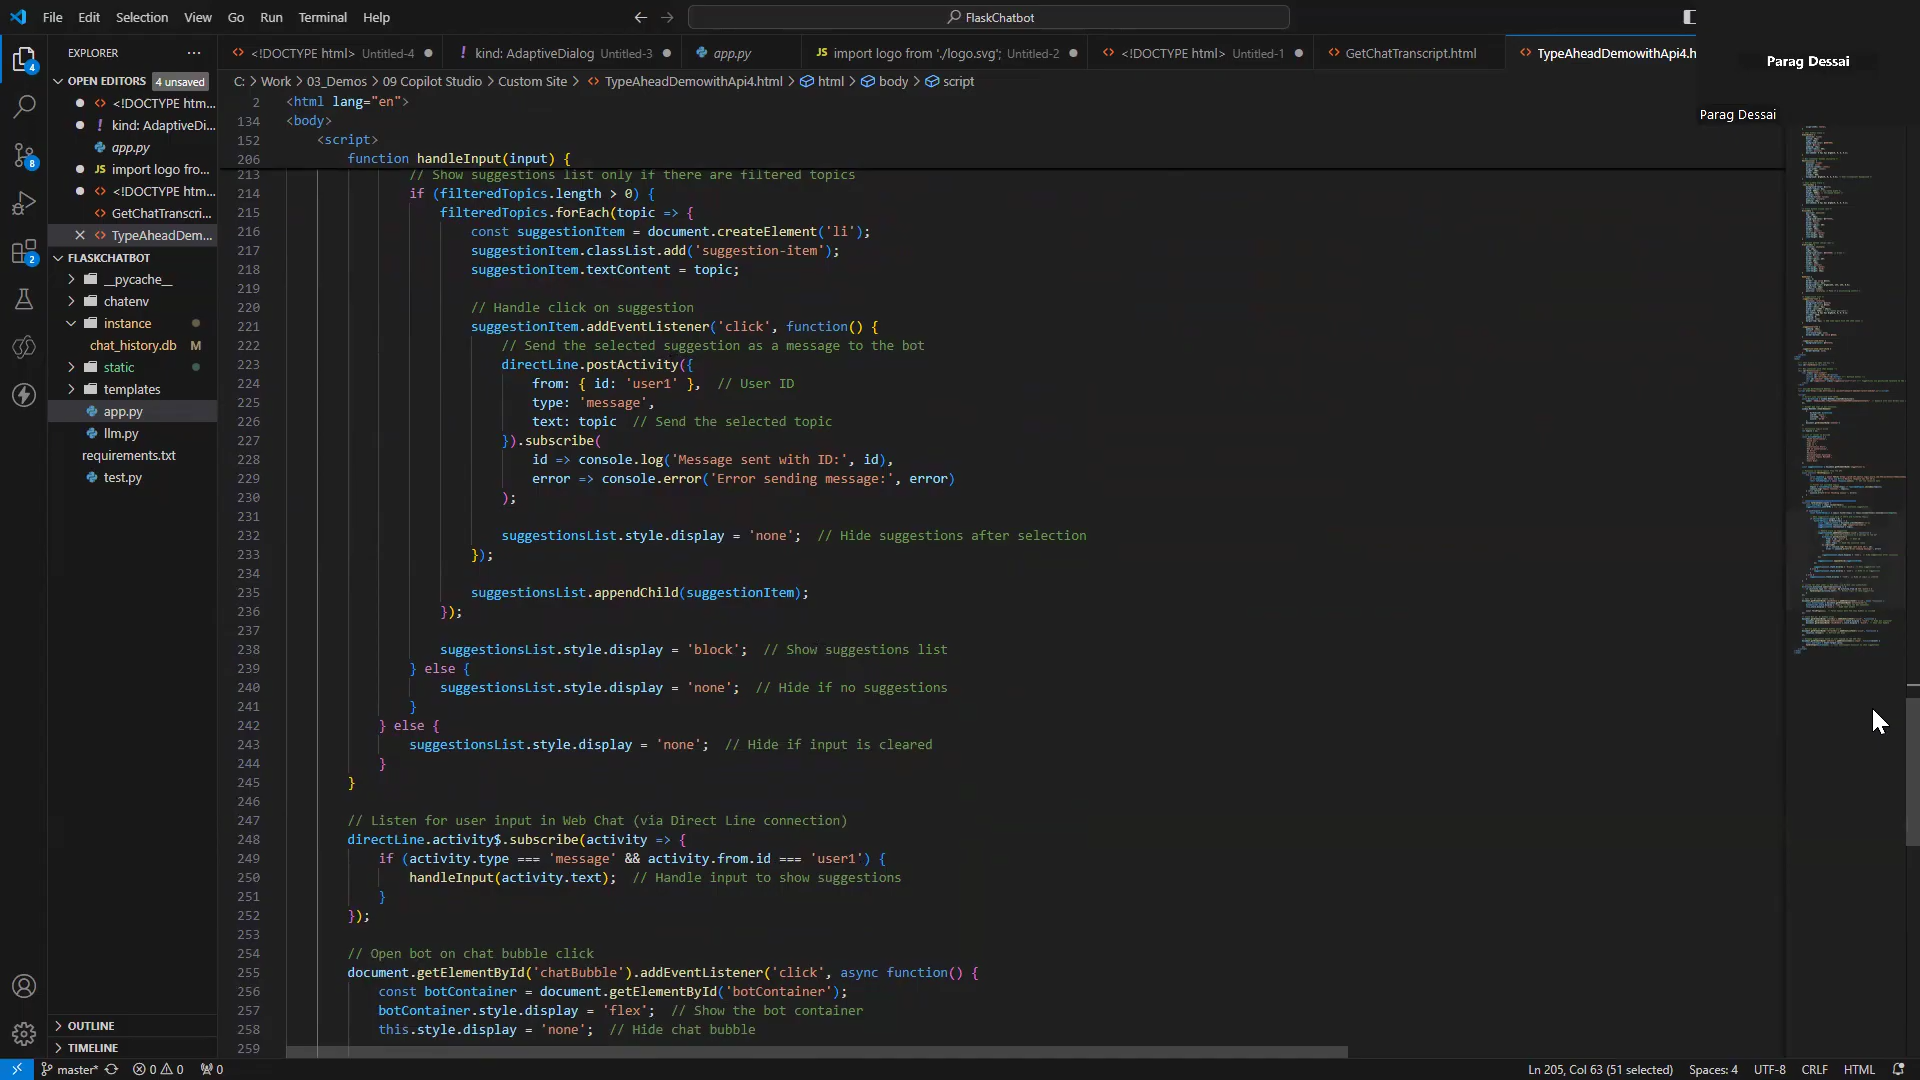 File Edit Selection View Go Run Terminal Help
FlaskChatbot
EXPLORER
<!DOCTYPE html> Untitled-4
kind: AdaptiveDialog Untitled-3
app.py
JS import logo from './logo.svg'; Untitled-2
<!DOCTYPE html> Untitled-1
GetChatTranscript.html
TypeAheadDemowithApi4.h
Parag Dessai
Parag Dessai
OPEN EDITORS 4 unsaved
<!DOCTYPE htm...
! kind: AdaptiveDi...
app.py
JS import logo fro...
<!DOCTYPE htm...
GetChatTranscri...
TypeAheadDem...
FLASKCHATBOT
__pycache__
chatenv
instance
chat_history.db M
static
templates
app.py
llm.py
requirements.txt
test.py
OUTLINE
TIMELINE
4
8
2
C: > Work > 03_Demos > 09 Copilot Studio > Custom Site > TypeAheadDemowithApi4.html > html > body > script
2 <html lang="en">
134 <body>
152 <script>
206 function handleInput(input) {
213 // Show suggestions list only if there are filtered topics
214 if (filteredTopics.length > 0) {
215 filteredTopics.forEach(topic => {
216 const suggestionItem = document.createElement('li');
217 suggestionItem.classList.add('suggestion-item');
218 suggestionItem.textContent = topic;
219
220 // Handle click on suggestion
221 suggestionItem.addEventListener('click', function() {
222 // Send the selected suggestion as a message to the bot
223 directLine.postActivity({
224 from: { id: 'user1' }, // User ID
225 type: 'message',
226 text: topic // Send the selected topic
227 }).subscribe(
228 id => console.log('Message sent with ID:', id),
229 error => console.error('Error sending message:', error)
230 );
231
232 suggestionsList.style.display = 'none'; // Hide suggestions after selection
233 });
234
235 suggestionsList.appendChild(suggestionItem);
236 });
237
238 suggestionsList.style.display = 'block'; // Show suggestions list
239 } else {
240 suggestionsList.style.display = 'none'; // Hide if no suggestions
241 }
242 } else {
243 suggestionsList.style.display = 'none'; // Hide if input is cleared
244 }
245 }
246
247 // Listen for user input in Web Chat (via Direct Line connection)
248 directLine.activity$.subscribe(activity => {
249 if (activity.type === 'message' && activity.from.id === 'user1') {
250 handleInput(activity.text); // Handle input to show suggestions
251 }
252 });
253
254 // Open bot on chat bubble click
255 document.getElementById('chatBubble').addEventListener('click', async function() {
256 const botContainer = document.getElementById('botContainer');
257 botContainer.style.display = 'flex'; // Show the bot container
258 this.style.display = 'none'; // Hide chat bubble
259
master* 0 0 0
Ln 205, Col 63 (51 selected) Spaces: 4 UTF-8 CRLF HTML